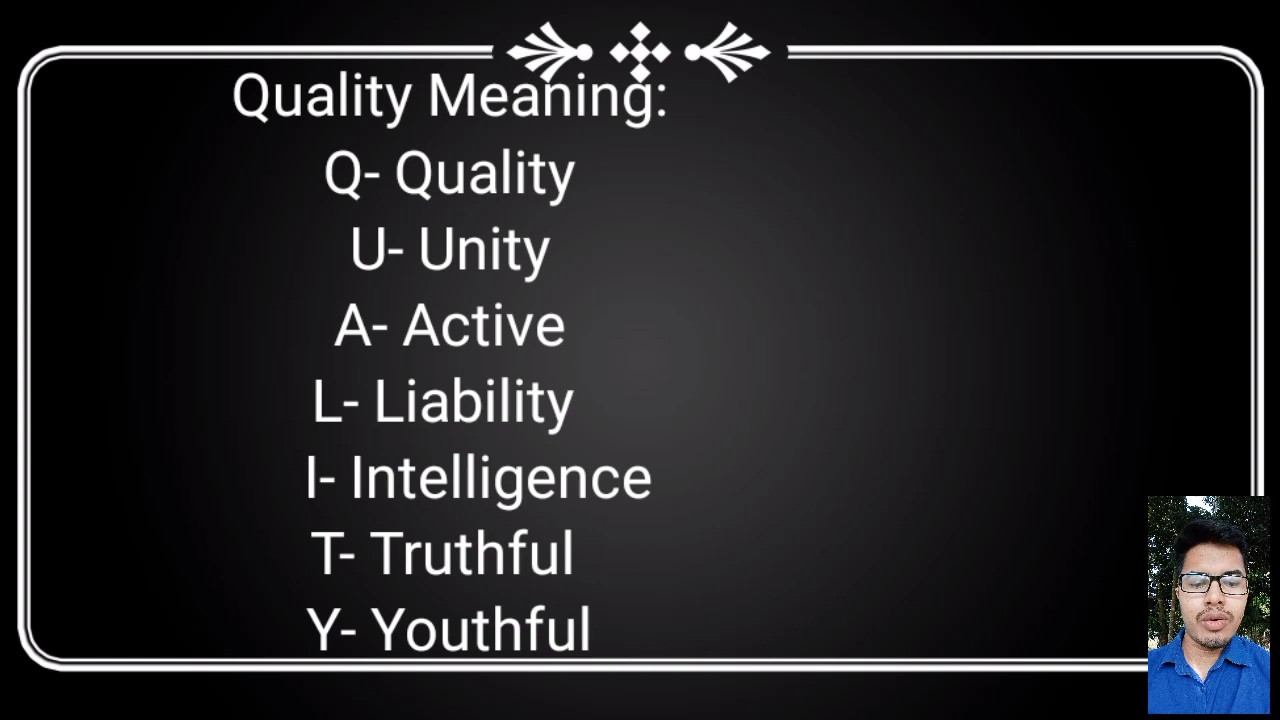 Quality Meaning:
Q- Quality
U- Unity
A- Active
L- Liability
I- Intelligence
T- Truthful
Y- Youthful